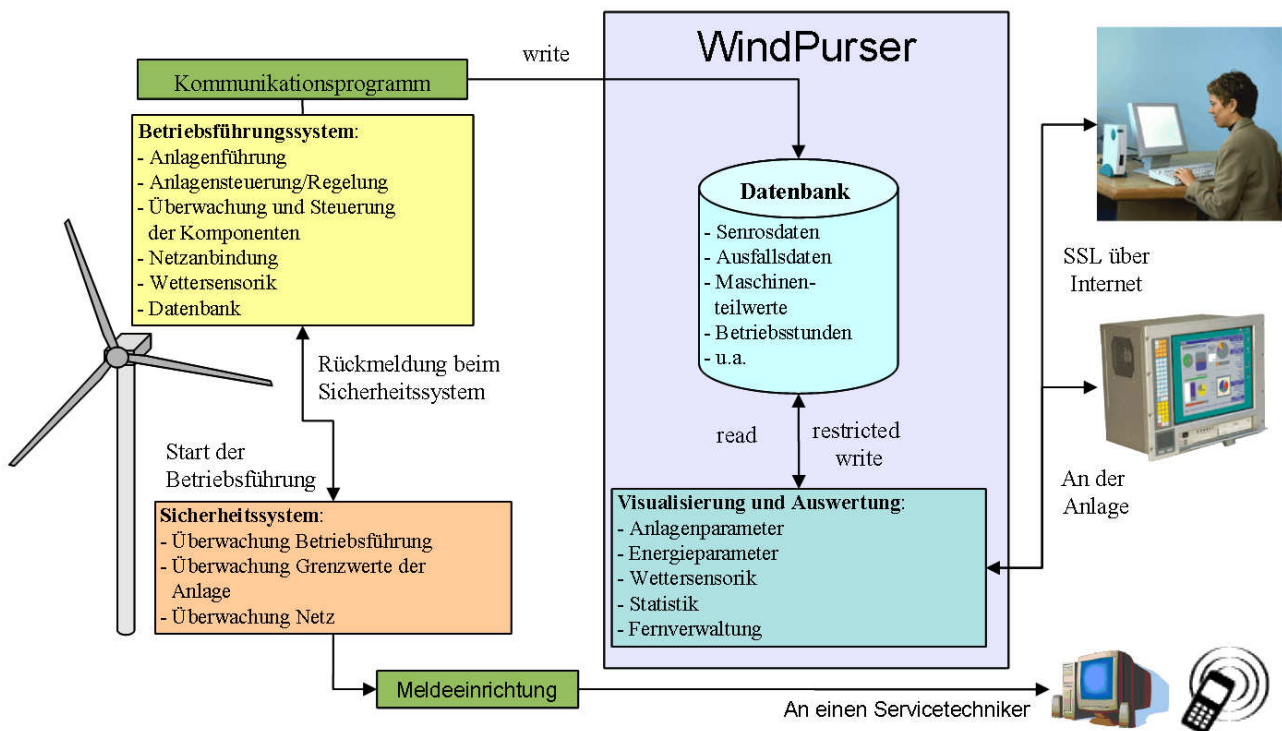 WindPurser
Kommunikationsprogramm
write
Betriebsführungssystem:
- Anlagenführung
- Anlagensteuerung/Regelung
- Überwachung und Steuerung
der Komponenten
- Netzanbindung
- Wettersensorik
- Datenbank
Datenbank
- Senrosdaten
- Ausfallsdaten
- Maschinen-
teilwerte
- Betriebsstunden
- u.a.
SSL über
Internet
Rückmeldung beim
Sicherheitssystem
read
restricted
write
Start der
Betriebsführung
An der
Anlage
Sicherheitssystem:
- Überwachung Betriebsführung
- Überwachung Grenzwerte der
Anlage
- Überwachung Netz
Visualisierung und Auswertung:
- Anlagenparameter
- Energieparameter
- Wettersensorik
- Statistik
- Fernverwaltung
Meldeeinrichtung
An einen Servicetechniker